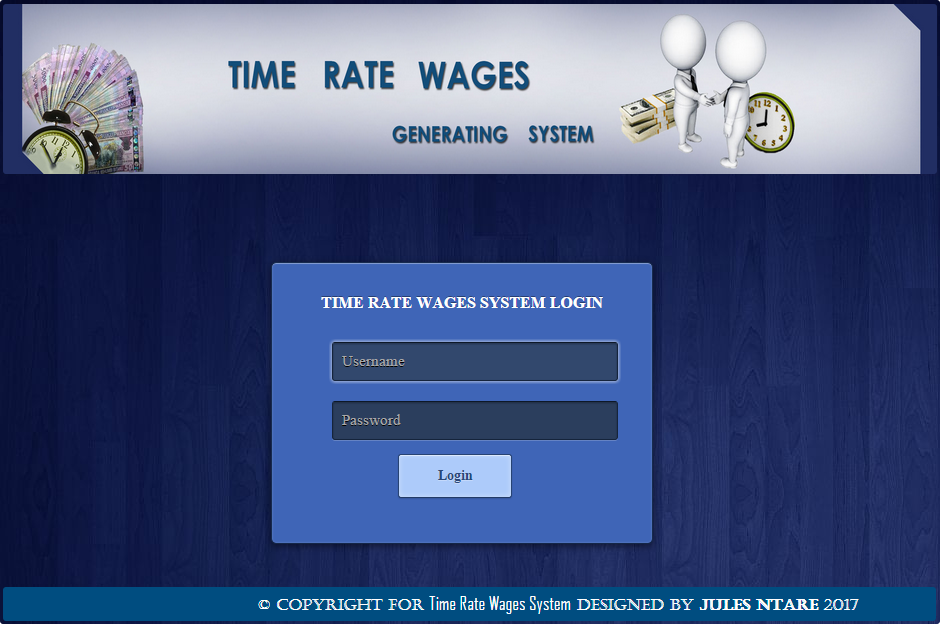 TIME RATE WAGES
GENERATING SYSTEM
TIME RATE WAGES SYSTEM LOGIN
Username
Password
Login
© COPYRIGHT FOR Time Rate Wages System DESIGNED BY JULES NTARE 2017